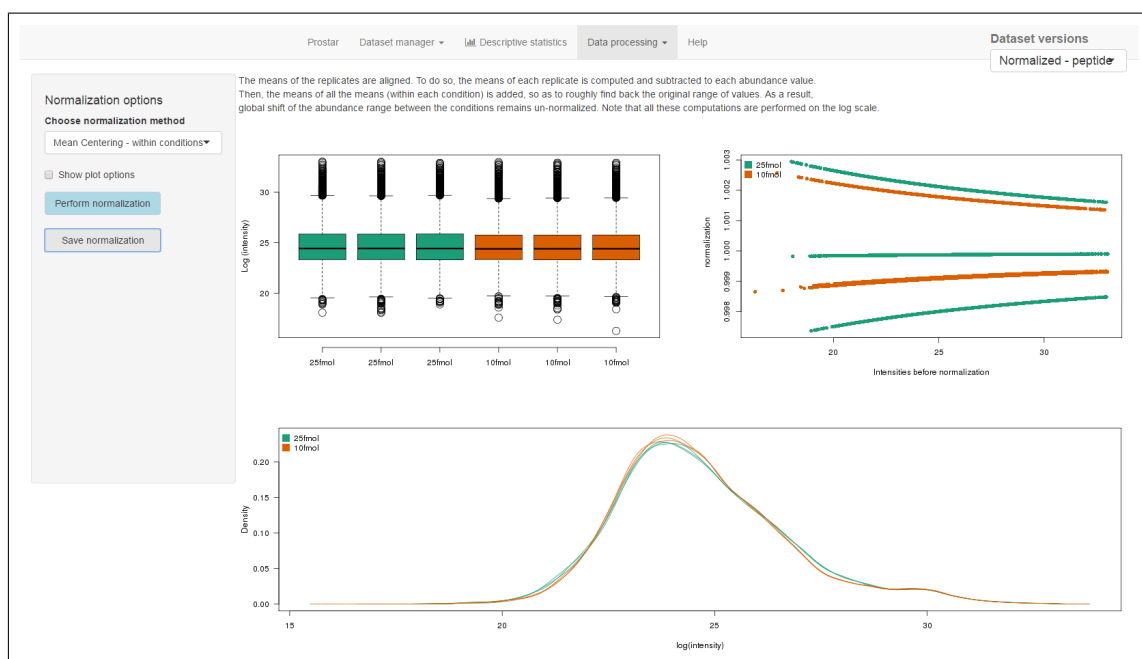 Prostar
Dataset manager
Descriptive statistics
Data processing
Help
Dataset versions
Normalized - peptide
Normalization options
Choose normalization method
Mean Centering - within conditions
Show plot options
Perform normalization
Save normalization
The means of the replicates are aligned. To do so, the means of each replicate is computed and subtracted to each abundance value.
Then, the means of all the means (within each condition) is added, so as to roughly find back the original range of values. As a result,
global shift of the abundance range between the conditions remains un-normalized. Note that all these computations are performed on the log scale.
Log (intensity)
30
25
20
25fmol 25fmol 25fmol 10fmol 10fmol 10fmol
25fmol
10fmol
normalization
1.003
1.002
1.001
1.000
0.999
0.998
20 25 30
Intensities before normalization
25fmol
10fmol
Density
0.20
0.15
0.10
0.05
0.00
15 20 25 30
log(intensity)